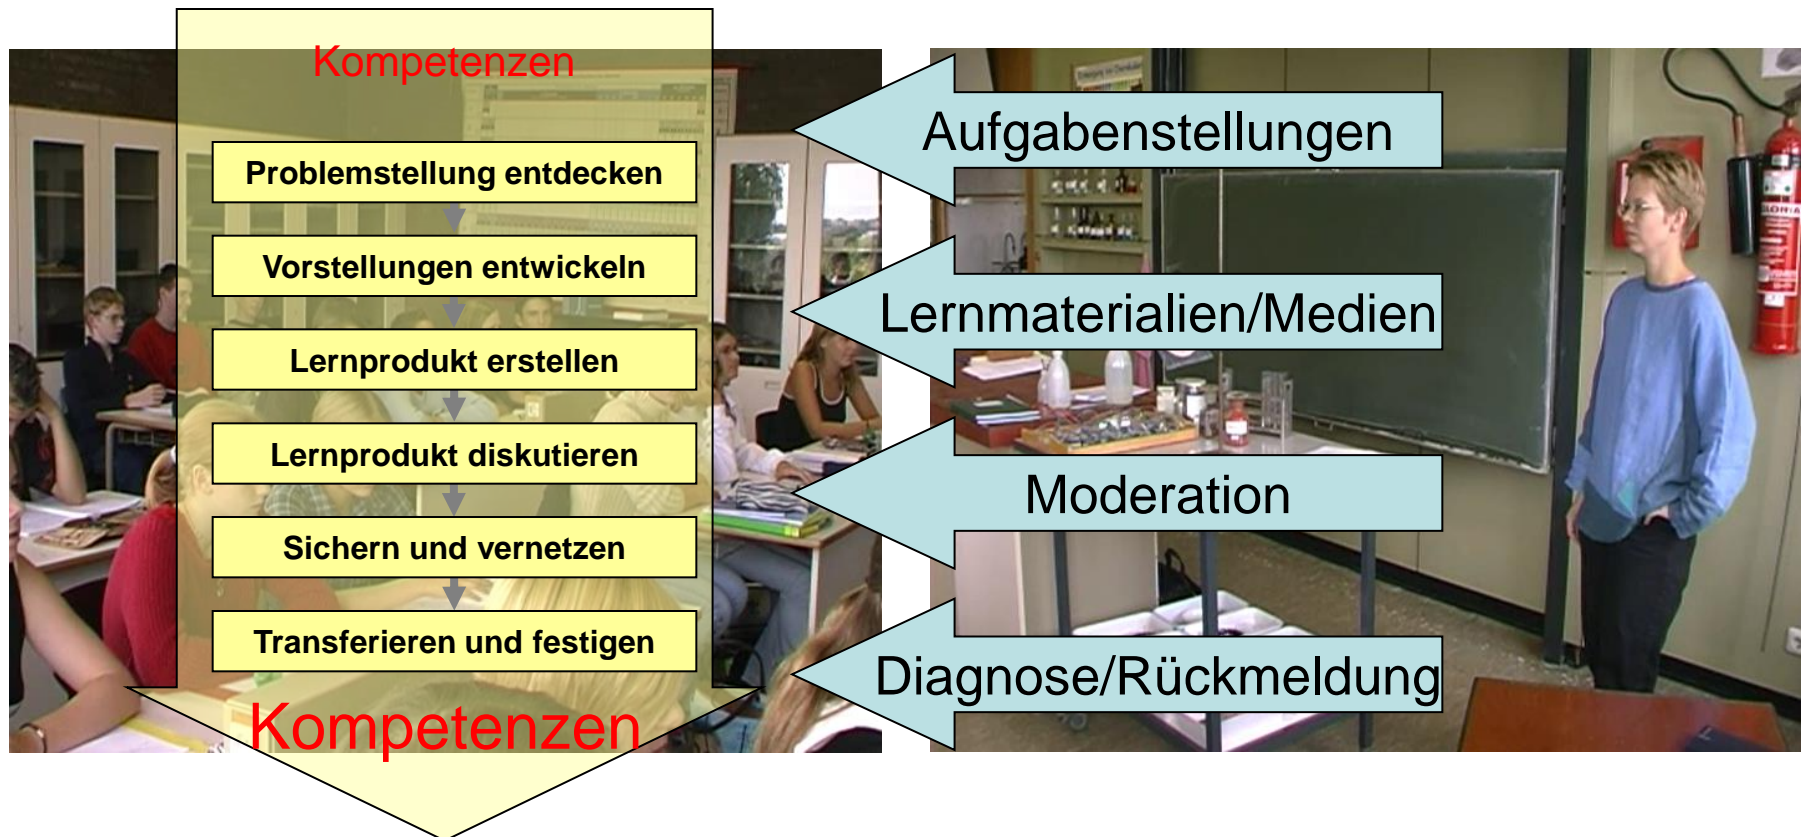 Kompetenzen
Problemstellung entdecken
Vorstellungen entwickeln
Lernprodukt erstellen
Lernprodukt diskutieren
Sichern und vernetzen
Transferieren und festigen
Kompetenzen
Aufgabenstellungen
Lernmaterialien/Medien
Moderation
Diagnose/Rückmeldung
GLORIA